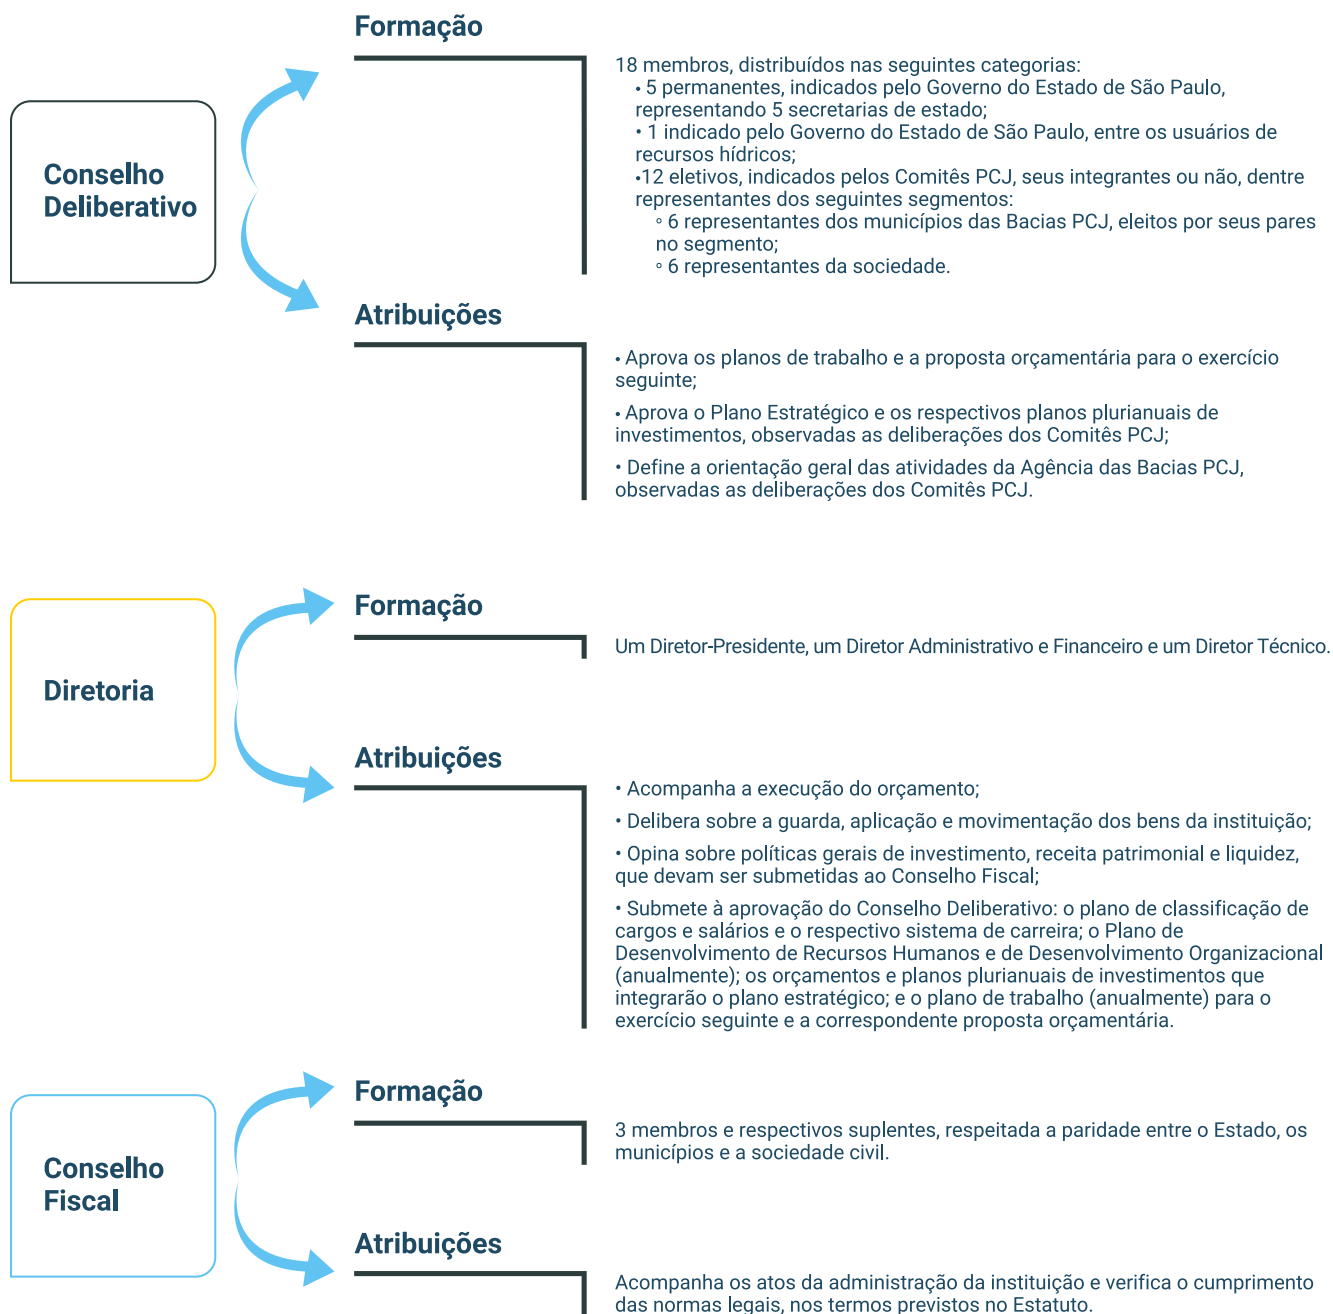 Conselho
Deliberativo
Formação
18 membros, distribuídos nas seguintes categorias:
• 5 permanentes, indicados pelo Governo do Estado de São Paulo,
representando 5 secretarias de estado;
• 1 indicado pelo Governo do Estado de São Paulo, entre os usuários de
recursos hídricos;
•12 eletivos, indicados pelos Comitês PCJ, seus integrantes ou não, dentre
representantes dos seguintes segmentos:
◦ 6 representantes dos municípios das Bacias PCJ, eleitos por seus pares
no segmento;
◦ 6 representantes da sociedade.
Atribuições
• Aprova os planos de trabalho e a proposta orçamentária para o exercício
seguinte;
• Aprova o Plano Estratégico e os respectivos planos plurianuais de
investimentos, observadas as deliberações dos Comitês PCJ;
• Define a orientação geral das atividades da Agência das Bacias PCJ,
observadas as deliberações dos Comitês PCJ.
Diretoria
Formação
Um Diretor-Presidente, um Diretor Administrativo e Financeiro e um Diretor Técnico.
Atribuições
• Acompanha a execução do orçamento;
• Delibera sobre a guarda, aplicação e movimentação dos bens da instituição;
• Opina sobre políticas gerais de investimento, receita patrimonial e liquidez,
que devam ser submetidas ao Conselho Fiscal;
• Submete à aprovação do Conselho Deliberativo: o plano de classificação de
cargos e salários e o respectivo sistema de carreira; o Plano de
Desenvolvimento de Recursos Humanos e de Desenvolvimento Organizacional
(anualmente); os orçamentos e planos plurianuais de investimentos que
integrarão o plano estratégico; e o plano de trabalho (anualmente) para o
exercício seguinte e a correspondente proposta orçamentária.
Conselho
Fiscal
Formação
3 membros e respectivos suplentes, respeitada a paridade entre o Estado, os
municípios e a sociedade civil.
Atribuições
Acompanha os atos da administração da instituição e verifica o cumprimento
das normas legais, nos termos previstos no Estatuto.